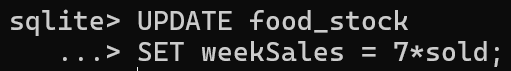 sqlite> UPDATE food_stock
   ...> SET weekSales = 7*sold;